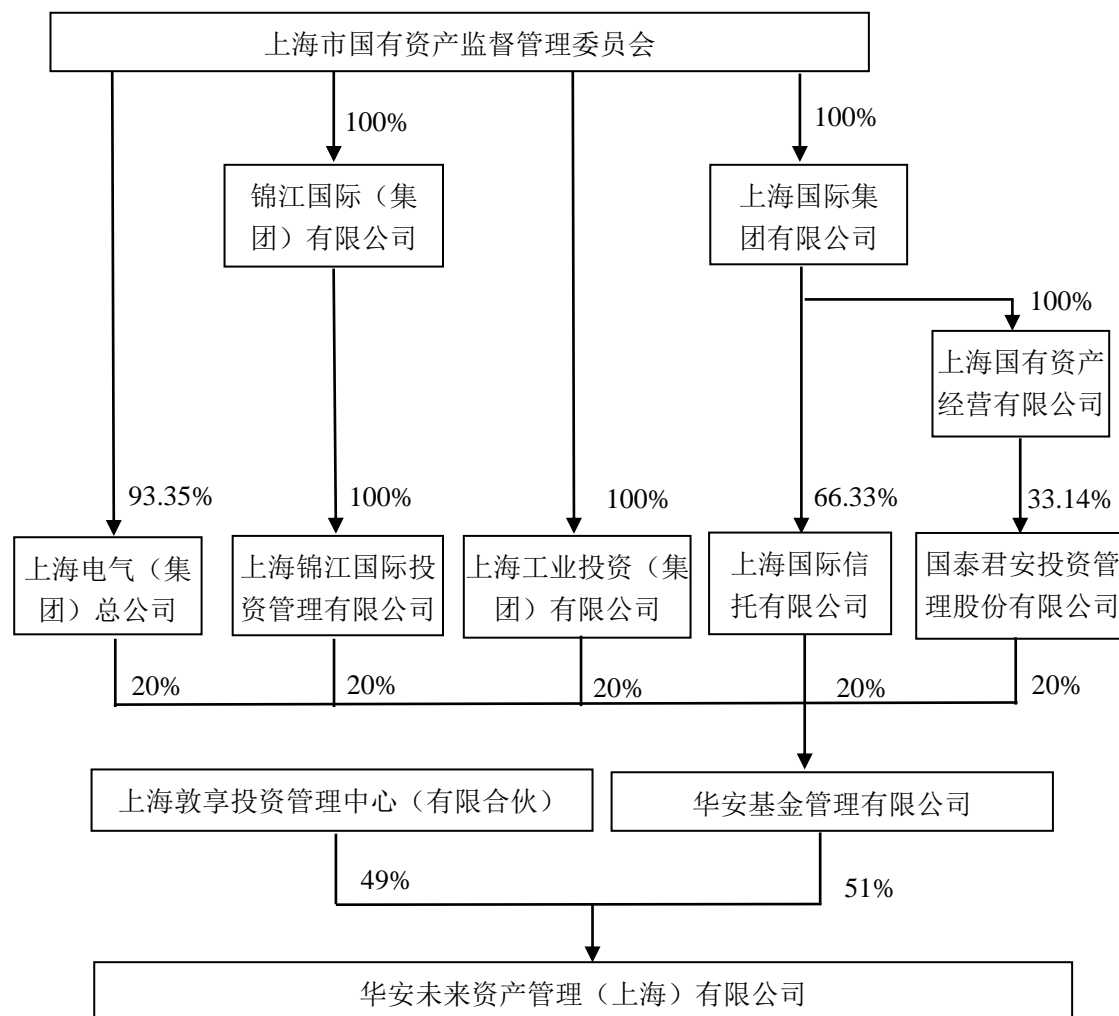 上海市国有资产监督管理委员会
100%
100%
锦江国际（集
团）有限公司
上海国际集
团有限公司
100%
上海国有资产
经营有限公司
93.35%
100%
100%
66.33%
33.14%
上海电气（集
团）总公司
上海锦江国际投
资管理有限公司
上海工业投资（集
团）有限公司
上海国际信
托有限公司
国泰君安投资管
理股份有限公司
20%
20%
20%
20%
20%
上海敦享投资管理中心（有限合伙）
华安基金管理有限公司
49%
51%
华安未来资产管理（上海）有限公司